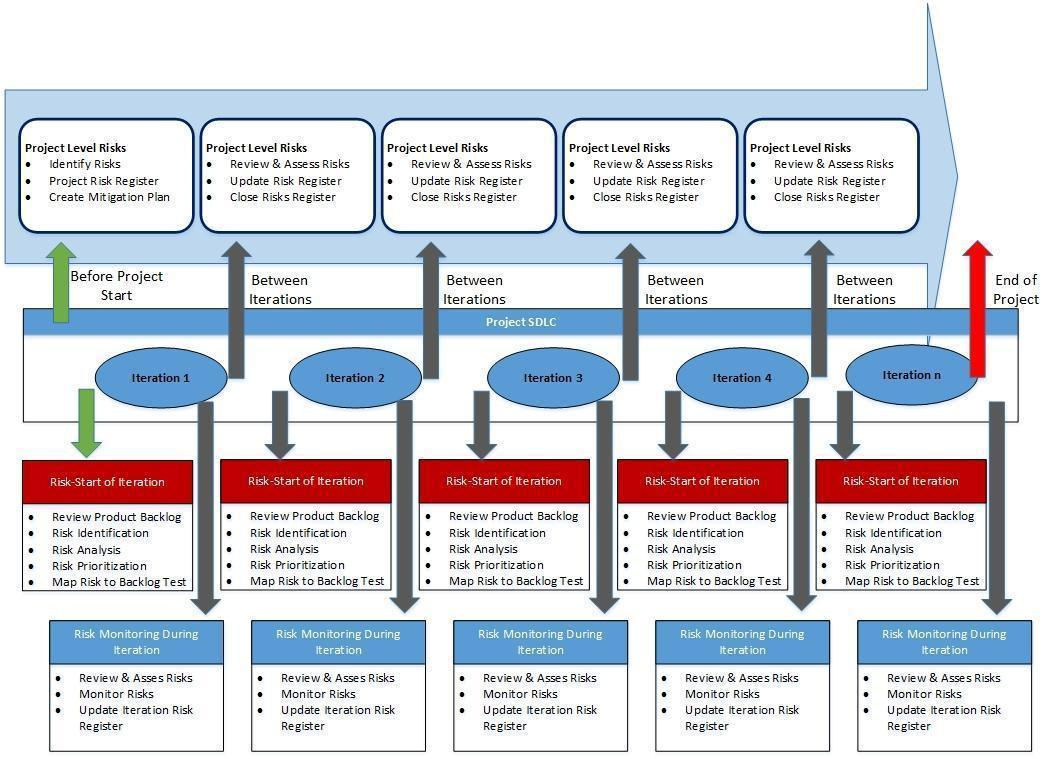 Project Level Risks
• Identify Risks
• Project Risk Register
• Create Mitigation Plan
Project Level Risks
• Review & Assess Risks
• Update Risk Register
• Close Risks Register
Project Level Risks
• Review & Assess Risks
• Update Risk Register
• Close Risks Register
Project Level Risks
• Review & Assess Risks
• Update Risk Register
• Close Risks Register
Project Level Risks
• Review & Assess Risks
• Update Risk Register
• Close Risks Register
Before Project
Start
Between
Iterations
Between
Iterations
Between
Iterations
Between
Iterations
End of
Project
Project SDLC
Iteration 1
Iteration 2
Iteration 3
Iteration 4
Iteration n
Risk-Start of Iteration
• Review Product Backlog
• Risk Identification
• Risk Analysis
• Risk Prioritization
• Map Risk to Backlog Test
Risk-Start of Iteration
• Review Product Backlog
• Risk Identification
• Risk Analysis
• Risk Prioritization
• Map Risk to Backlog Test
Risk-Start of Iteration
• Review Product Backlog
• Risk Identification
• Risk Analysis
• Risk Prioritization
• Map Risk to Backlog Test
Risk-Start of Iteration
• Review Product Backlog
• Risk Identification
• Risk Analysis
• Risk Prioritization
• Map Risk to Backlog Test
Risk-Start of Iteration
• Review Product Backlog
• Risk Identification
• Risk Analysis
• Risk Prioritization
• Map Risk to Backlog Test
Risk Monitoring During
Iteration
• Review & Asses Risks
• Monitor Risks
• Update Iteration Risk
Register
Risk Monitoring During
Iteration
• Review & Asses Risks
• Monitor Risks
• Update Iteration Risk
Register
Risk Monitoring During
Iteration
• Review & Asses Risks
• Monitor Risks
• Update Iteration Risk
Register
Risk Monitoring During
Iteration
• Review & Asses Risks
• Monitor Risks
• Update Iteration Risk
Register
Risk Monitoring During
Iteration
• Review & Asses Risks
• Monitor Risks
• Update Iteration Risk
Register